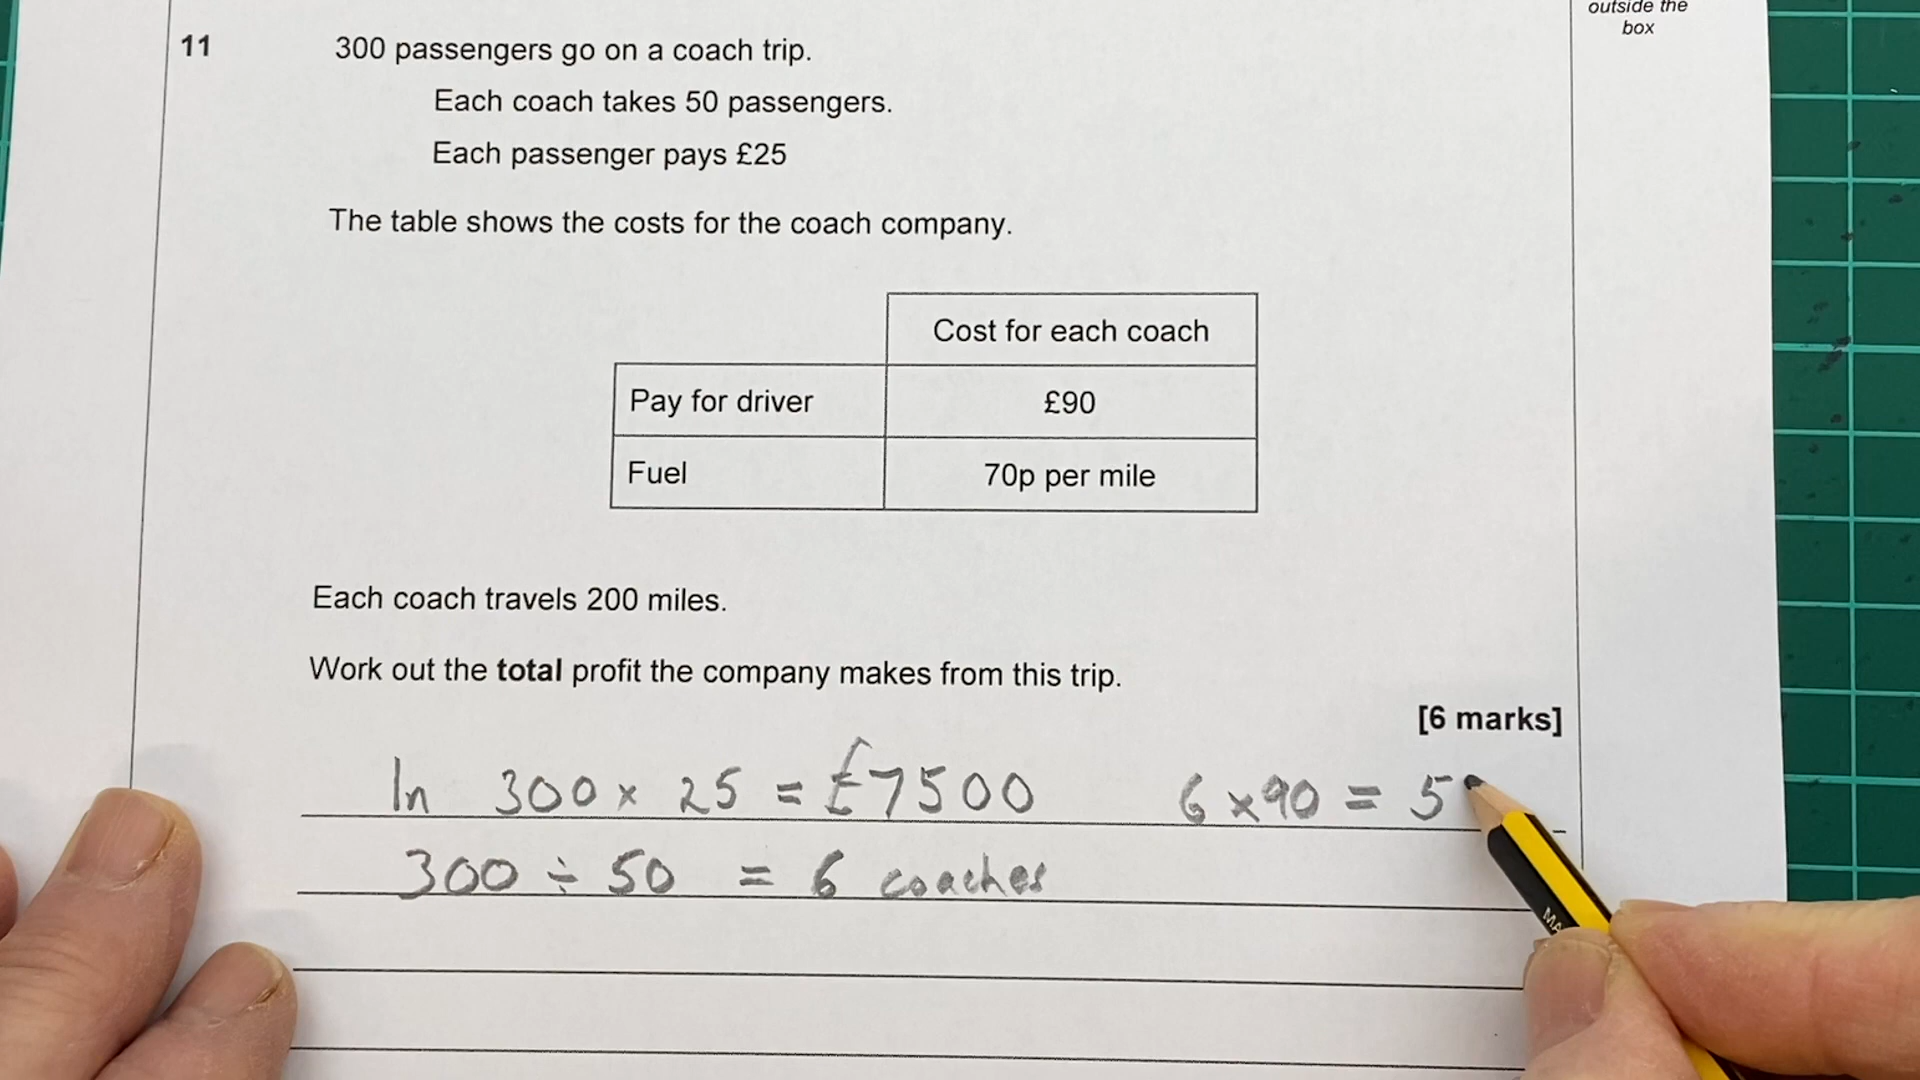 outside the
box
11 300 passengers go on a coach trip.
Each coach takes 50 passengers.
Each passenger pays £25
The table shows the costs for the coach company.
Cost for each coach
Pay for driver £90
Fuel 70p per mile
Each coach travels 200 miles.
Work out the total profit the company makes from this trip.
[6 marks]
In 300 × 25 = £7500 6 × 90 = 5
300 ÷ 50 = 6 coaches